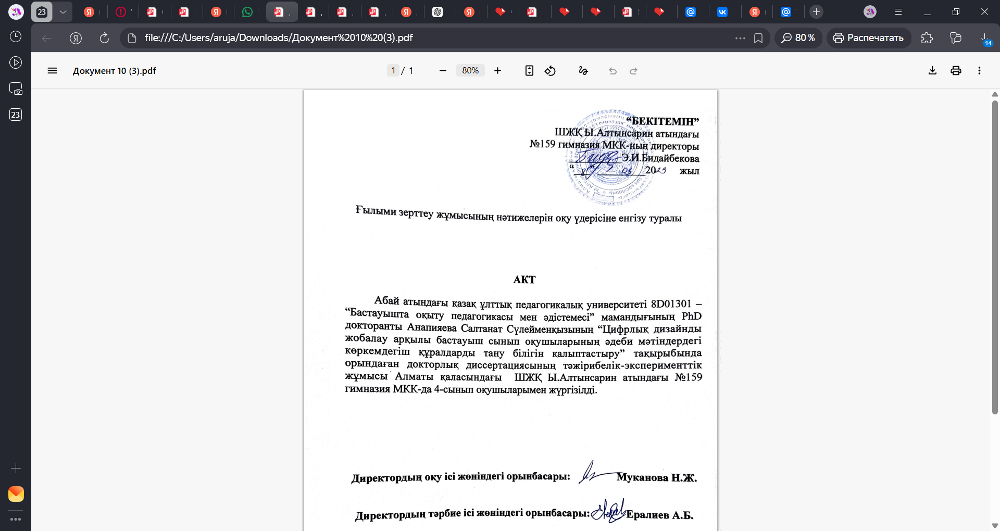 23
file:///C:/Users/aruja/Downloads/Документ%2010%20(3).pdf
80 %
Распечатать
14
Документ 10 (3).pdf
1 / 1
80%
23
“БЕКІТЕМІН”
ШЖҚ Ы.Алтынсарин атындағы
№159 гимназия МКК-ның директоры
Э.И.Бидайбекова
“8” 05 2023 жыл
Ғылыми зерттеу жұмысының нәтижелерін оқу үдерісіне енгізу туралы
АКТ
Абай атындағы қазақ ұлттық педагогикалық университеті 8D01301 –
“Бастауышта оқыту педагогикасы мен әдістемесі” мамандығының PhD
докторанты Анапияева Салтанат Сүлейменқызының “Цифрлық дизайнды
жобалау арқылы бастауыш сынып оқушыларының әдеби мәтіндердегі
көркемдегіш құралдарды тану білігін қалыптастыру” тақырыбында
орындаған докторлық диссертациясының тәжірибелік-эксперименттік
жұмысы Алматы қаласындағы ШЖҚ Ы.Алтынсарин атындағы №159
гимназия МКК-да 4-сынып оқушыларымен жүргізілді.
Директордың оқу ісі жөніндегі орынбасары: Муканова Н.Ж.
Директордың тәрбие ісі жөніндегі орынбасары: Ералиев А.Б.